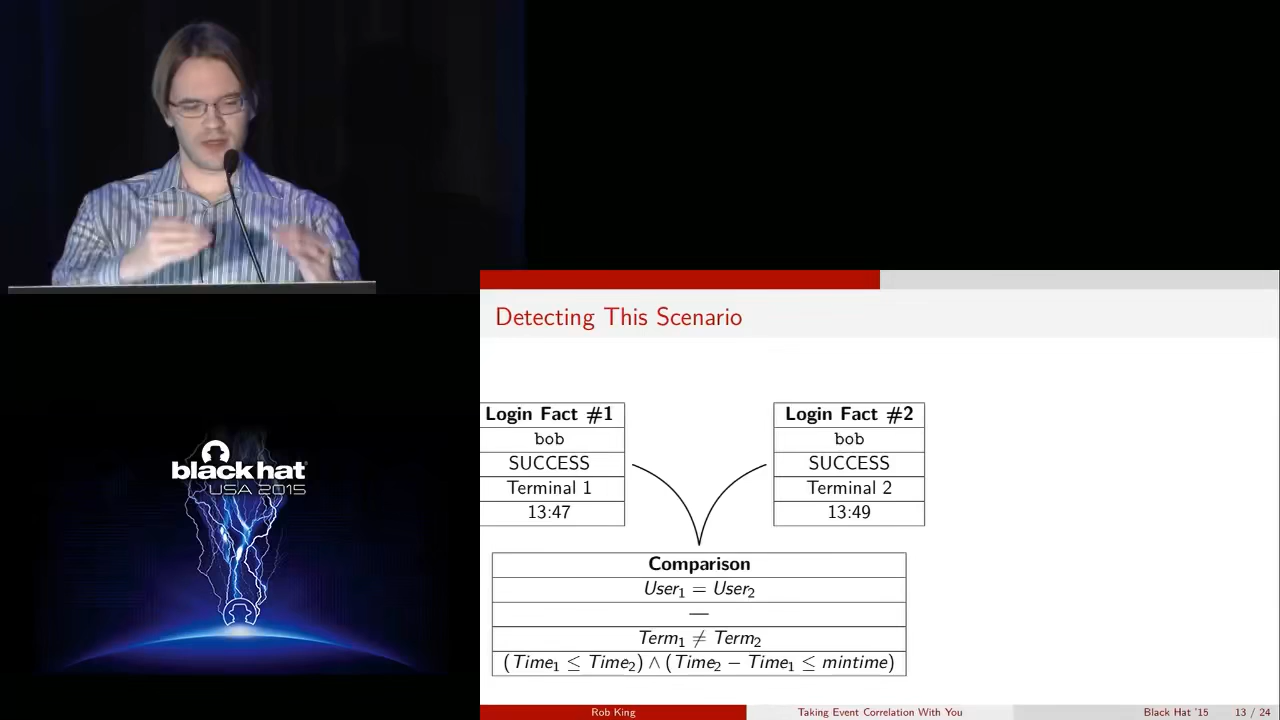 Detecting This Scenario
Login Fact #1
bob
SUCCESS
Terminal 1
13:47
Login Fact #2
bob
SUCCESS
Terminal 2
13:49
Comparison
User₁ = User₂
—
Term₁ ≠ Term₂
(Time₁ ≤ Time₂) ∧ (Time₂ − Time₁ ≤ mintime)
black hat®
USA 2015
Rob King
Taking Event Correlation With You
Black Hat '15
13 / 24